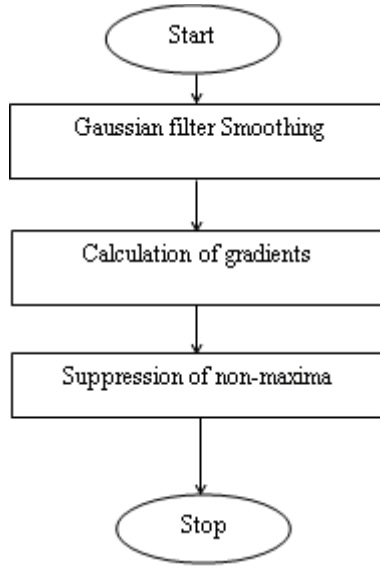 Start
Gaussian filter Smoothing
Calculation of gradients
Suppression of non-maxima
Stop